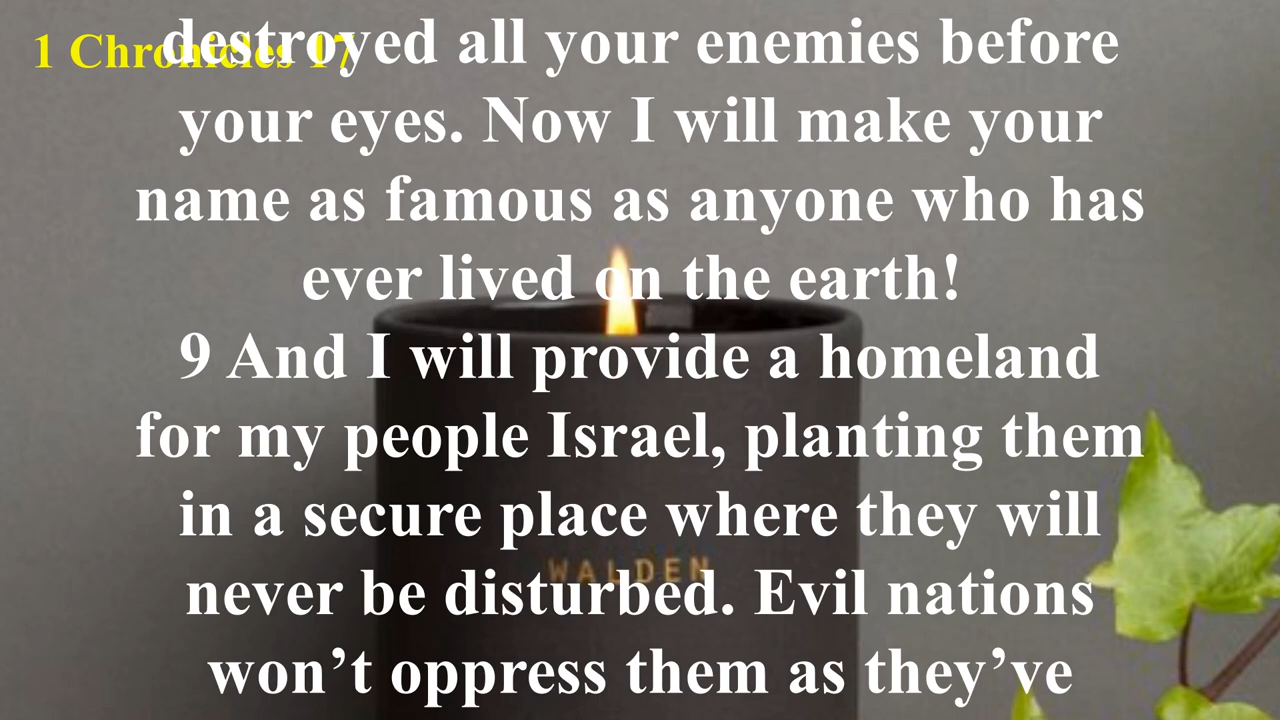 1 Chronicles 17
destroyed all your enemies before
your eyes. Now I will make your
name as famous as anyone who has
ever lived on the earth!
9 And I will provide a homeland
for my people Israel, planting them
in a secure place where they will
WALDEN
never be disturbed. Evil nations
won’t oppress them as they’ve